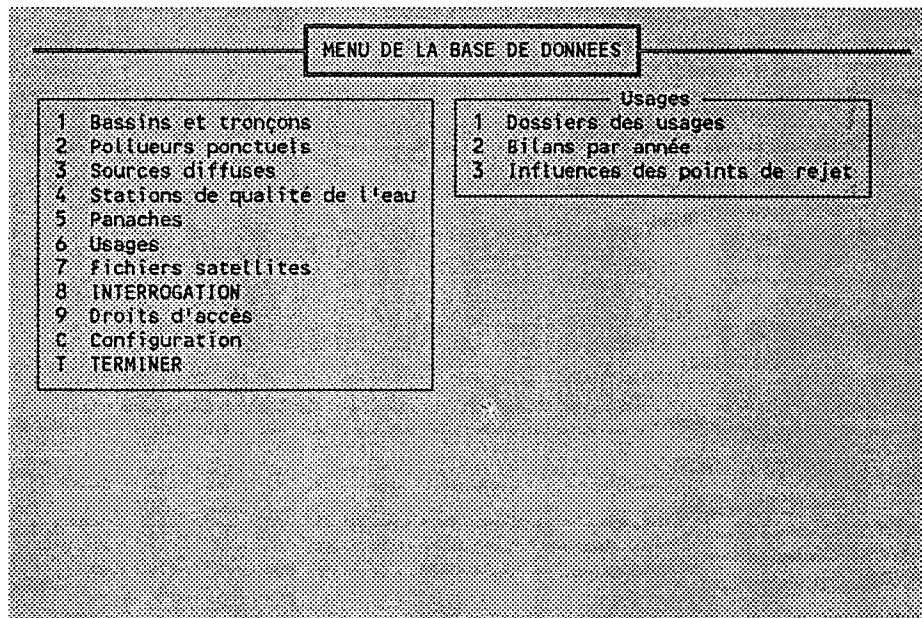 MENU DE LA BASE DE DONNEES
1 Bassins et tronçons
2 Pollueurs ponctuels
3 Sources diffuses
4 Stations de qualité de l'eau
5 Panaches
6 Usages
7 Fichiers satellites
8 INTERROGATION
9 Droits d'accès
C Configuration
T TERMINER
Usages
1 Dossiers des usages
2 Bilans par année
3 Influences des points de rejet